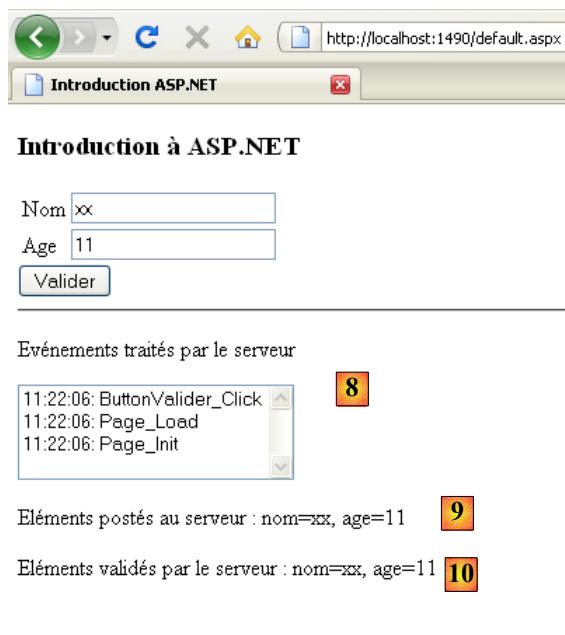 http://localhost:1490/default.aspx
Introduction ASP.NET
Introduction à ASP.NET
Nom xx
Age 11
Valider
Evénements traités par le serveur
8
11:22:06: ButtonValider_Click
11:22:06: Page_Load
11:22:06: Page_Init
Eléments postés au serveur : nom=xx, age=11 9
Eléments validés par le serveur : nom=xx, age=11 10